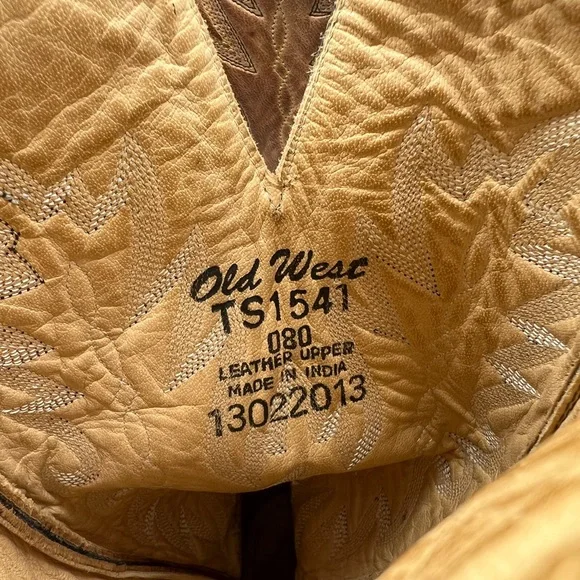 Old West
TS1541
080
LEATHER UPPER
MADE IN INDIA
13022013